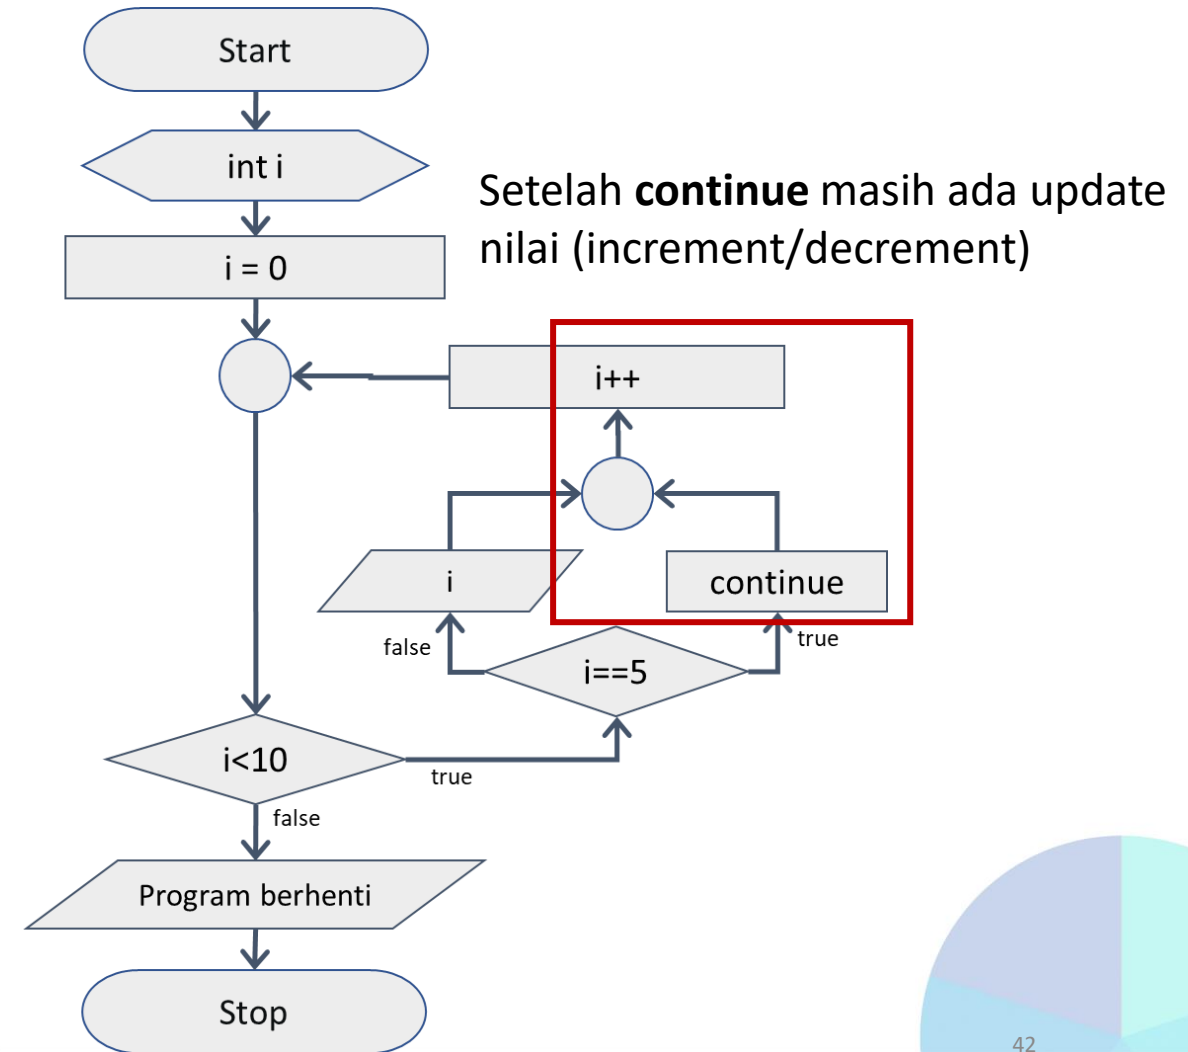 Start
int i
Setelah continue masih ada update
nilai (increment/decrement)
i = 0
i++
i
continue
false
true
i==5
i<10
true
false
Program berhenti
Stop
42